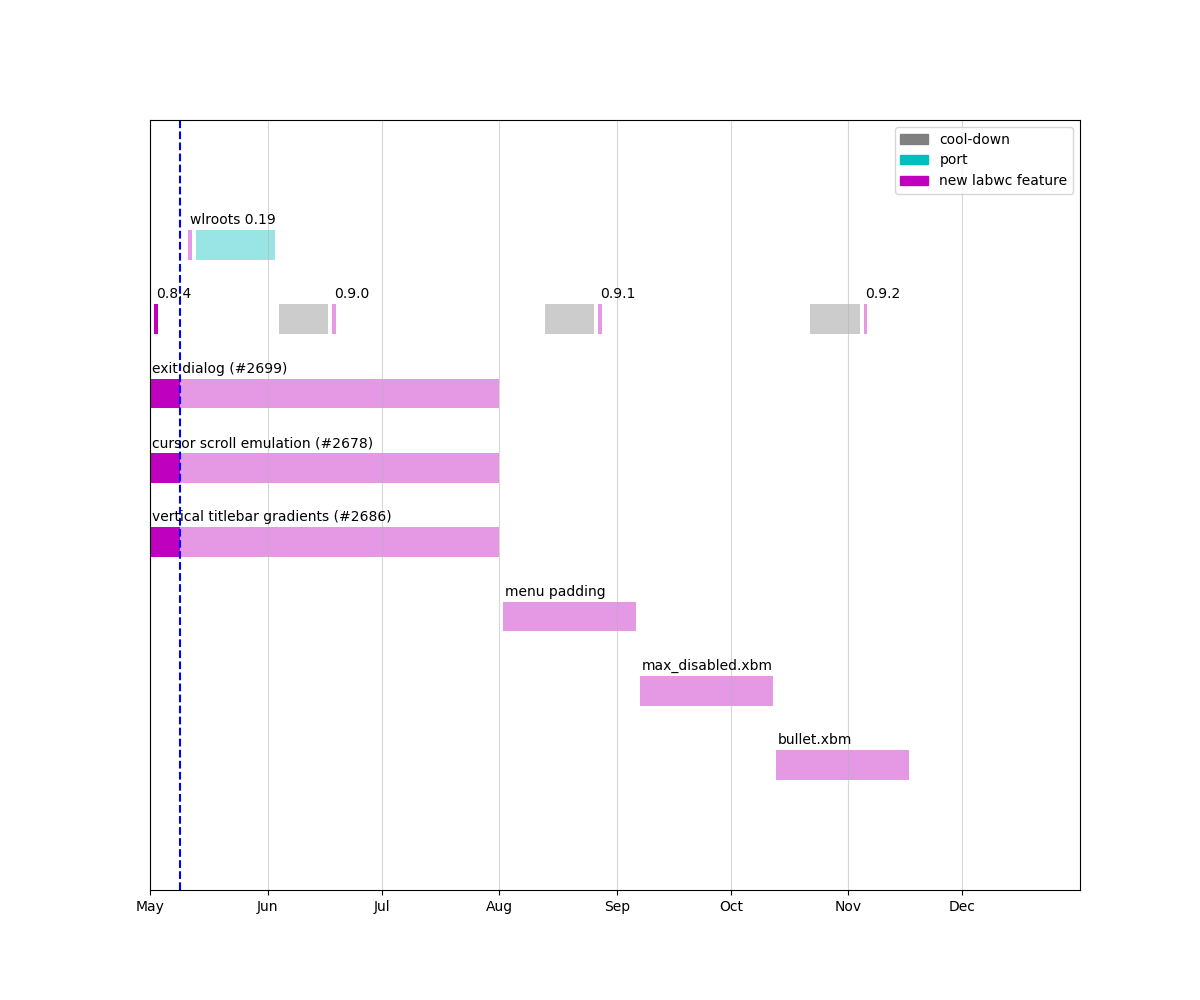 cool-down
port
new labwc feature
wlroots 0.19
0.8.4
0.9.0
0.9.1
0.9.2
exit dialog (#2699)
cursor scroll emulation (#2678)
vertical titlebar gradients (#2686)
menu padding
max_disabled.xbm
bullet.xbm
May
Jun
Jul
Aug
Sep
Oct
Nov
Dec